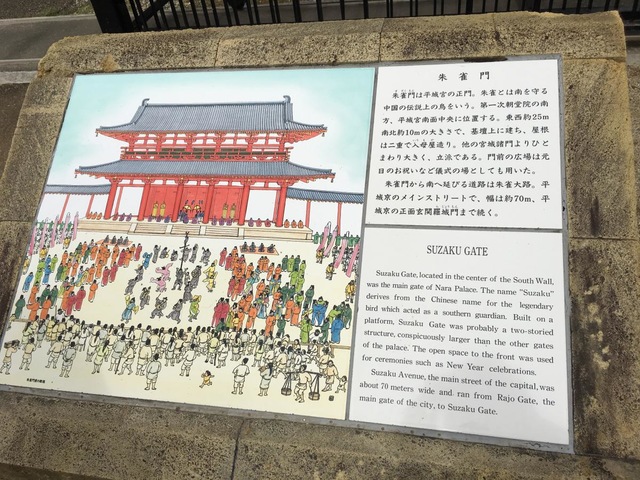 朱雀門
朱雀門は平城宮の正門。朱雀とは南を守る
中国の伝説上の鳥をいう。第一次朝堂院の南
方、平城宮南面中央に位置する。東西約25m
南北約10mの大きさで、基壇上に建ち、屋根
は二重で入母屋造り。他の宮城諸門よりひと
まわり大きく、立派である。門前の広場は元
日のお祝いなど儀式の場としても用いた。
朱雀門から南へ延びる道路は朱雀大路。平
城京のメインストリートで、幅は約70m、平
城京の正面玄関羅城門まで続く。
SUZAKU GATE
Suzaku Gate, located in the center of the South Wall,
was the main gate of Nara Palace. The name "Suzaku"
derives from the Chinese name for the legendary
bird which acted as a southern guardian. Built on a
platform, Suzaku Gate was probably a two-storied
structure, conspicuously larger than the other gates
of the palace. The open space to the front was used
for ceremonies such as New Year celebrations.
Suzaku Avenue, the main street of the capital, was
about 70 meters wide and ran from Rajo Gate, the
main gate of the city, to Suzaku Gate.